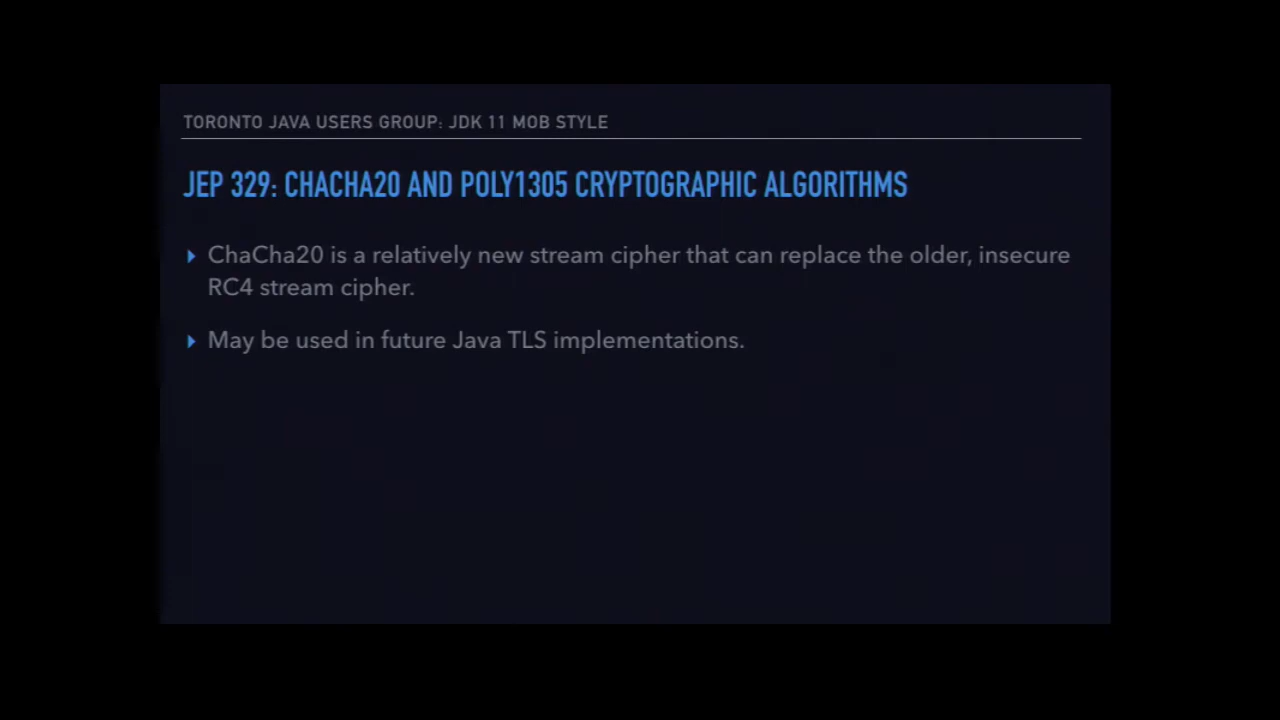 TORONTO JAVA USERS GROUP: JDK 11 MOB STYLE
JEP 329: CHACHA20 AND POLY1305 CRYPTOGRAPHIC ALGORITHMS
ChaCha20 is a relatively new stream cipher that can replace the older, insecure
RC4 stream cipher.
May be used in future Java TLS implementations.